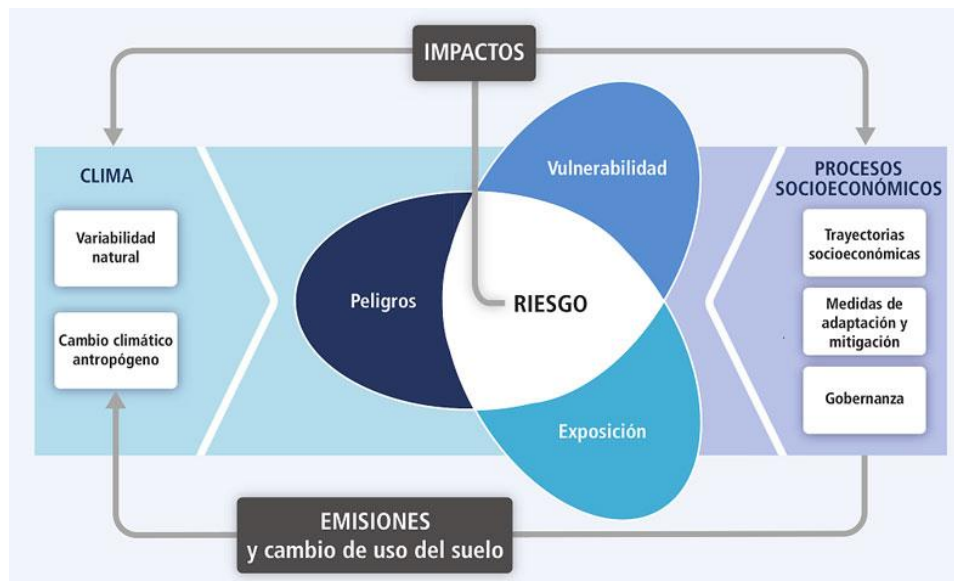 IMPACTOS
CLIMA
Variabilidad
natural
Cambio climático
antropógeno
Vulnerabilidad
Peligros
RIESGO
Exposición
PROCESOS
SOCIOECONÓMICOS
Trayectorias
socioeconómicas
Medidas de
adaptación y
mitigación
Gobernanza
EMISIONES
y cambio de uso del suelo